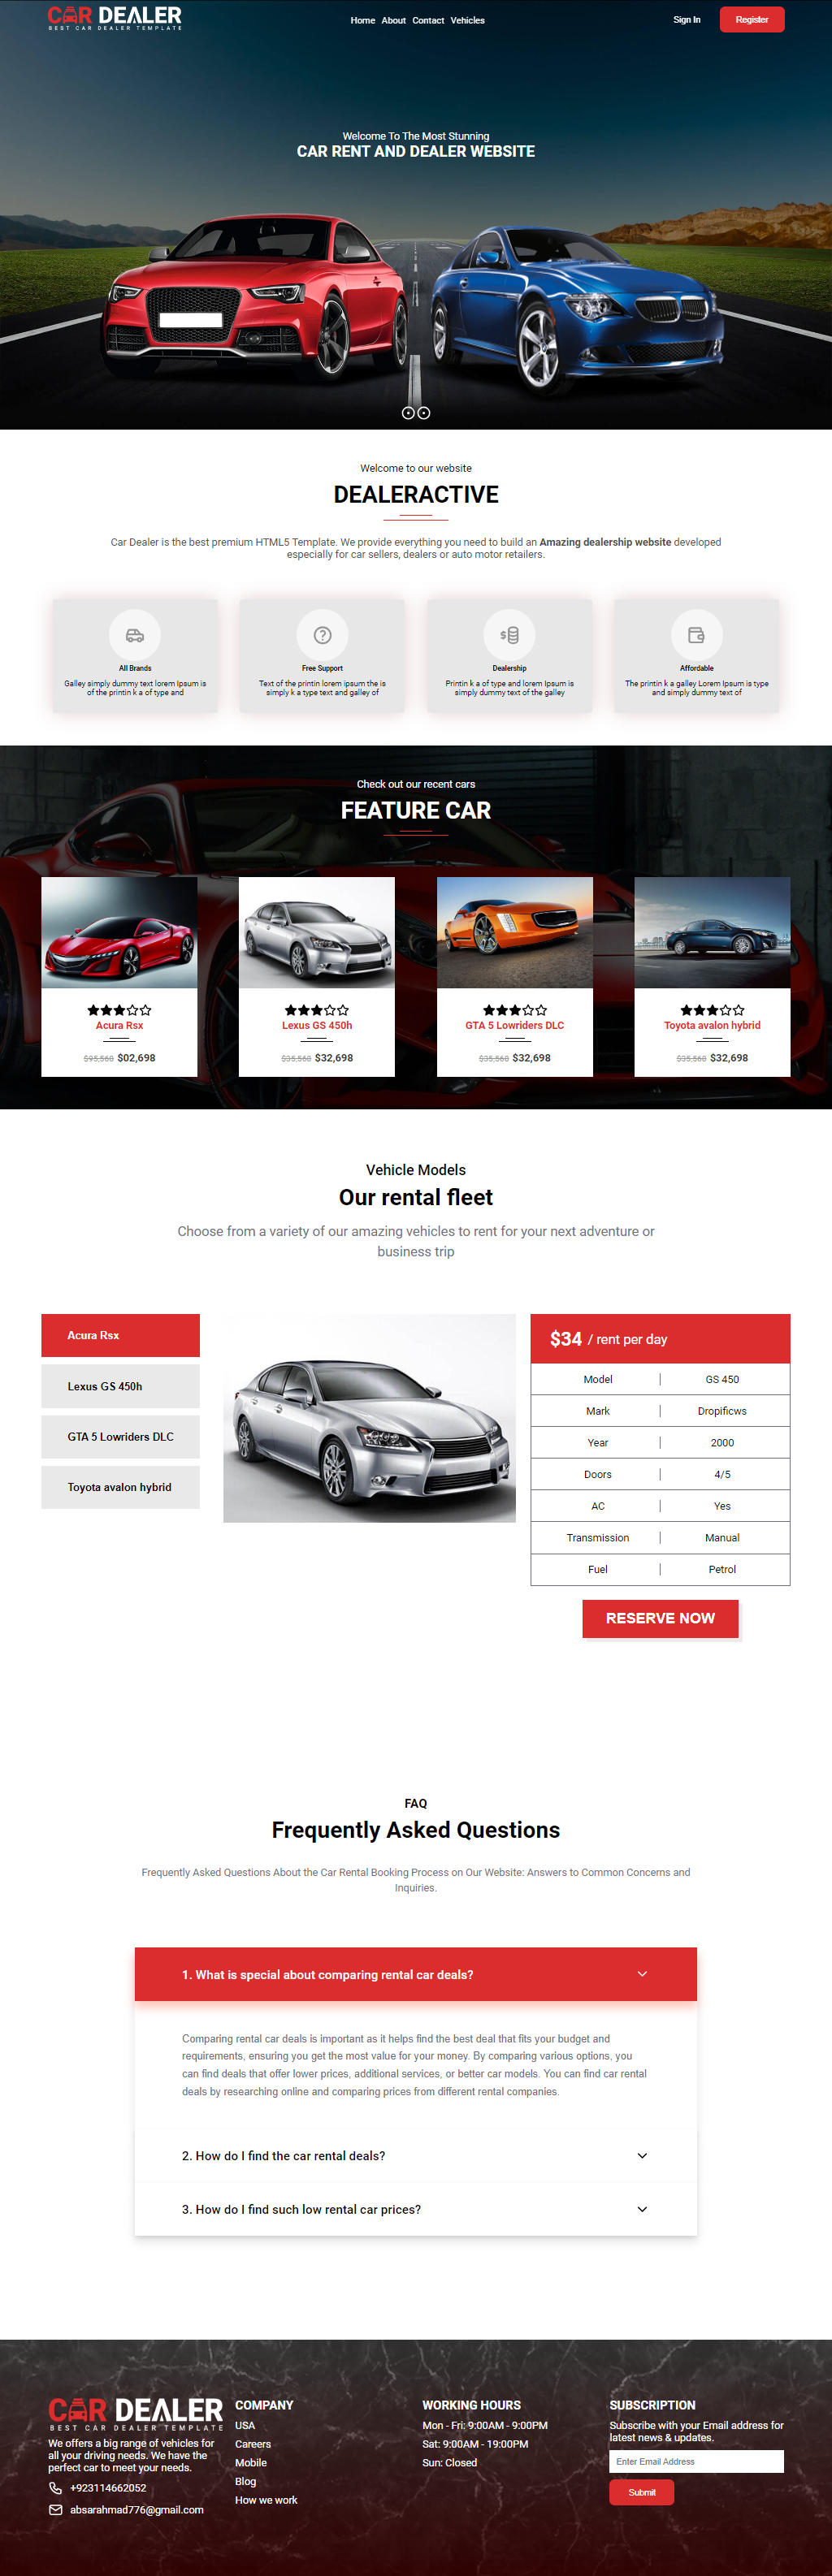 CAR DEALER
BEST CAR DEALER TEMPLATE
Home About Contact Vehicles
Sign In
Register
Welcome To The Most Stunning
CAR RENT AND DEALER WEBSITE
Welcome to our website
DEALERACTIVE
Car Dealer is the best premium HTML5 Template. We provide everything you need to build an Amazing dealership website developed
especially for car sellers, dealers or auto motor retailers.
All Brands
Galley simply dummy text lorem Ipsum is
of the printin k a of type and
Free Support
Text of the printin lorem ipsum the is
simply k a type text and galley of
Dealership
Printin k a of type and lorem Ipsum is
simply dummy text of the galley
Affordable
The printin k a galley Lorem Ipsum is type
and simply dummy text of
Check out our recent cars
FEATURE CAR
Acura Rsx
$95,568 $02,698
Lexus GS 450h
$35,568 $32,698
GTA 5 Lowriders DLC
$35,568 $32,698
Toyota avalon hybrid
$35,568 $32,698
Vehicle Models
Our rental fleet
Choose from a variety of our amazing vehicles to rent for your next adventure or
business trip
Acura Rsx
Lexus GS 450h
GTA 5 Lowriders DLC
Toyota avalon hybrid
$34 / rent per day
Model | GS 450
Mark | Dropificws
Year | 2000
Doors | 4/5
AC | Yes
Transmission | Manual
Fuel | Petrol
RESERVE NOW
FAQ
Frequently Asked Questions
Frequently Asked Questions About the Car Rental Booking Process on Our Website: Answers to Common Concerns and
Inquiries.
1. What is special about comparing rental car deals?
Comparing rental car deals is important as it helps find the best deal that fits your budget and
requirements, ensuring you get the most value for your money. By comparing various options, you
can find deals that offer lower prices, additional services, or better car models. You can find car rental
deals by researching online and comparing prices from different rental companies.
2. How do I find the car rental deals?
3. How do I find such low rental car prices?
CAR DEALER
BEST CAR DEALER TEMPLATE
We offers a big range of vehicles for
all your driving needs. We have the
perfect car to meet your needs.
+923114662052
absarahmad776@gmail.com
COMPANY
USA
Careers
Mobile
Blog
How we work
WORKING HOURS
Mon - Fri: 9:00AM - 9:00PM
Sat: 9:00AM - 19:00PM
Sun: Closed
SUBSCRIPTION
Subscribe with your Email address for
latest news & updates.
Enter Email Address
Submit